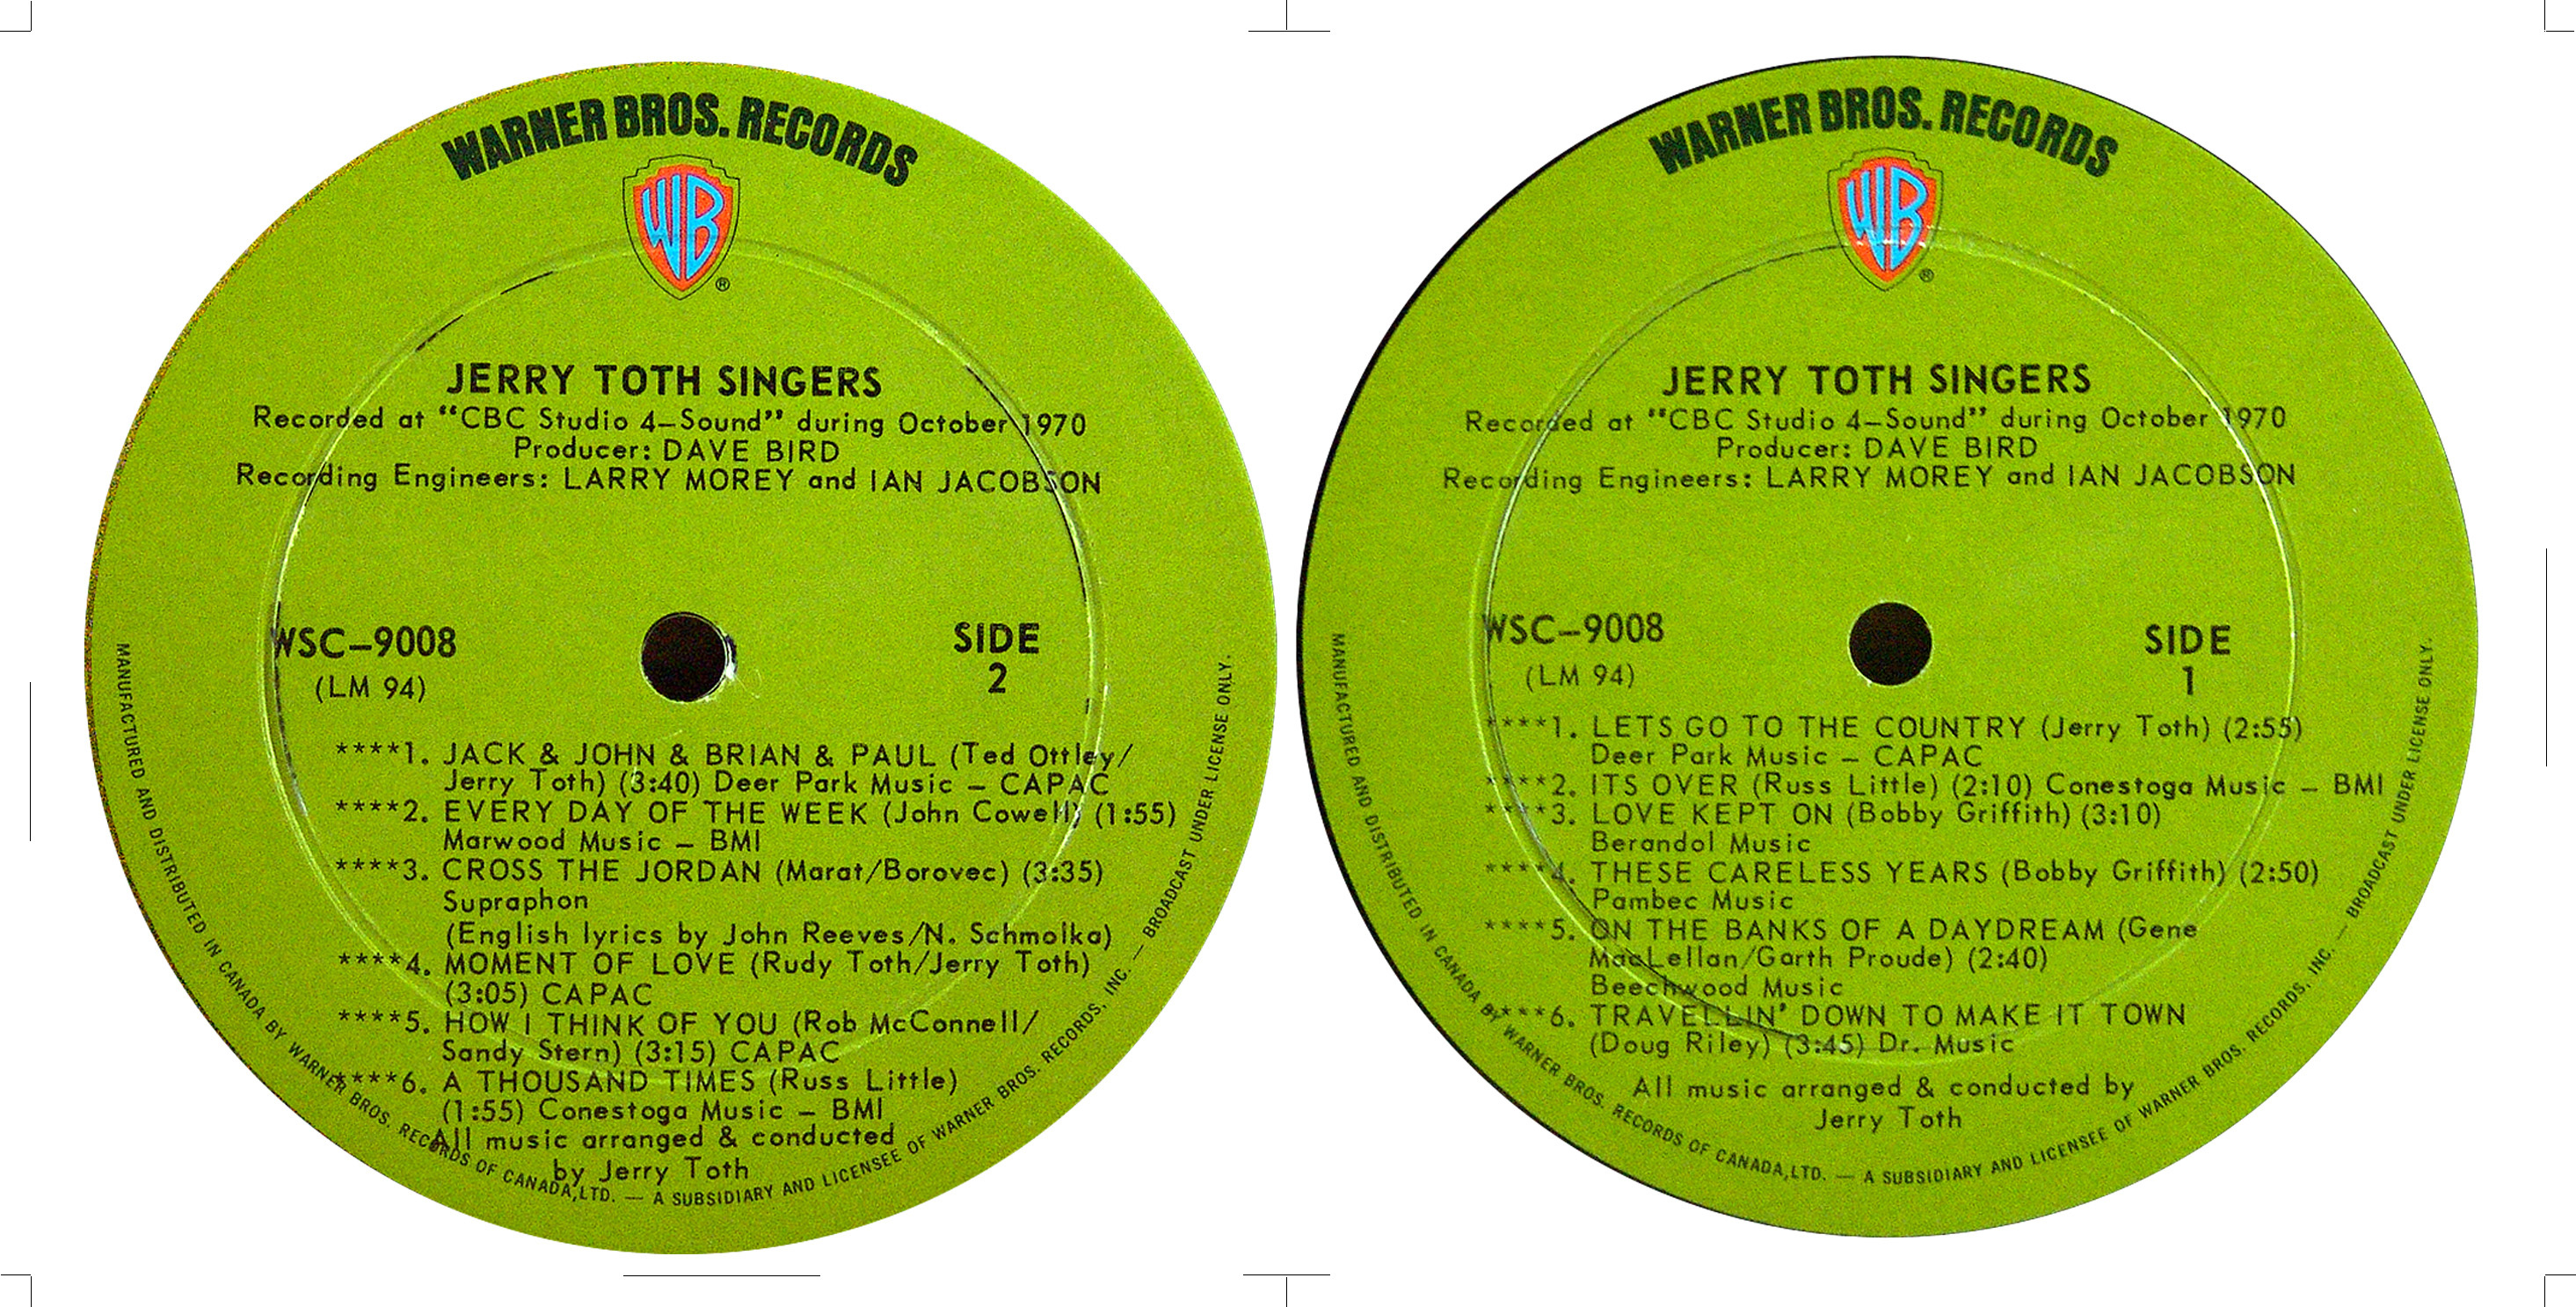 WARNER BROS. RECORDS
WB
®
JERRY TOTH SINGERS
Recorded at "CBC Studio 4–Sound" during October 1970
Producer: DAVE BIRD
Recording Engineers: LARRY MOREY and IAN JACOBSON
WSC–9008
(LM 94)
SIDE
2
****1. JACK & JOHN & BRIAN & PAUL (Ted Ottley/
Jerry Toth) (3:40) Deer Park Music – CAPAC
****2. EVERY DAY OF THE WEEK (John Cowell) (1:55)
Marwood Music – BMI
****3. CROSS THE JORDAN (Marat/Borovec) (3:35)
Supraphon
(English lyrics by John Reeves/N. Schmolka)
****4. MOMENT OF LOVE (Rudy Toth/Jerry Toth)
(3:05) CAPAC
****5. HOW I THINK OF YOU (Rob McConnell/
Sandy Stern) (3:15) CAPAC
****6. A THOUSAND TIMES (Russ Little)
(1:55) Conestoga Music – BMI
All music arranged & conducted
by Jerry Toth
MANUFACTURED AND DISTRIBUTED IN CANADA BY WARNER BROS. RECORDS OF CANADA,LTD. — A SUBSIDIARY AND LICENSEE OF WARNER BROS. RECORDS, INC. — BROADCAST UNDER LICENSE ONLY.
WARNER BROS. RECORDS
WB
®
JERRY TOTH SINGERS
Recorded at "CBC Studio 4–Sound" during October 1970
Producer: DAVE BIRD
Recording Engineers: LARRY MOREY and IAN JACOBSON
WSC–9008
(LM 94)
SIDE
1
****1. LETS GO TO THE COUNTRY (Jerry Toth) (2:55)
Deer Park Music – CAPAC
****2. ITS OVER (Russ Little) (2:10) Conestoga Music – BMI
****3. LOVE KEPT ON (Bobby Griffith) (3:10)
Berandol Music
****4. THESE CARELESS YEARS (Bobby Griffith) (2:50)
Pambec Music
****5. ON THE BANKS OF A DAYDREAM (Gene
MacLellan/Garth Proude) (2:40)
Beechwood Music
****6. TRAVELLIN' DOWN TO MAKE IT TOWN
(Doug Riley) (3:45) Dr. Music
All music arranged & conducted by
Jerry Toth
MANUFACTURED AND DISTRIBUTED IN CANADA BY WARNER BROS. RECORDS OF CANADA,LTD. — A SUBSIDIARY AND LICENSEE OF WARNER BROS. RECORDS, INC. — BROADCAST UNDER LICENSE ONLY.